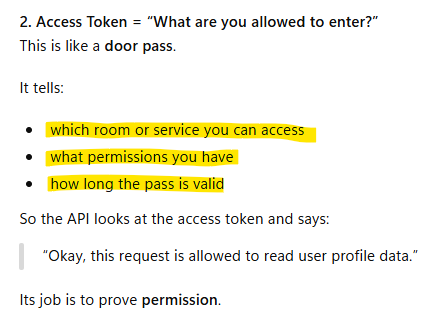 2. Access Token = “What are you allowed to enter?”
This is like a door pass.
It tells:
• which room or service you can access
• what permissions you have
• how long the pass is valid
So the API looks at the access token and says:
“Okay, this request is allowed to read user profile data.”
Its job is to prove permission.